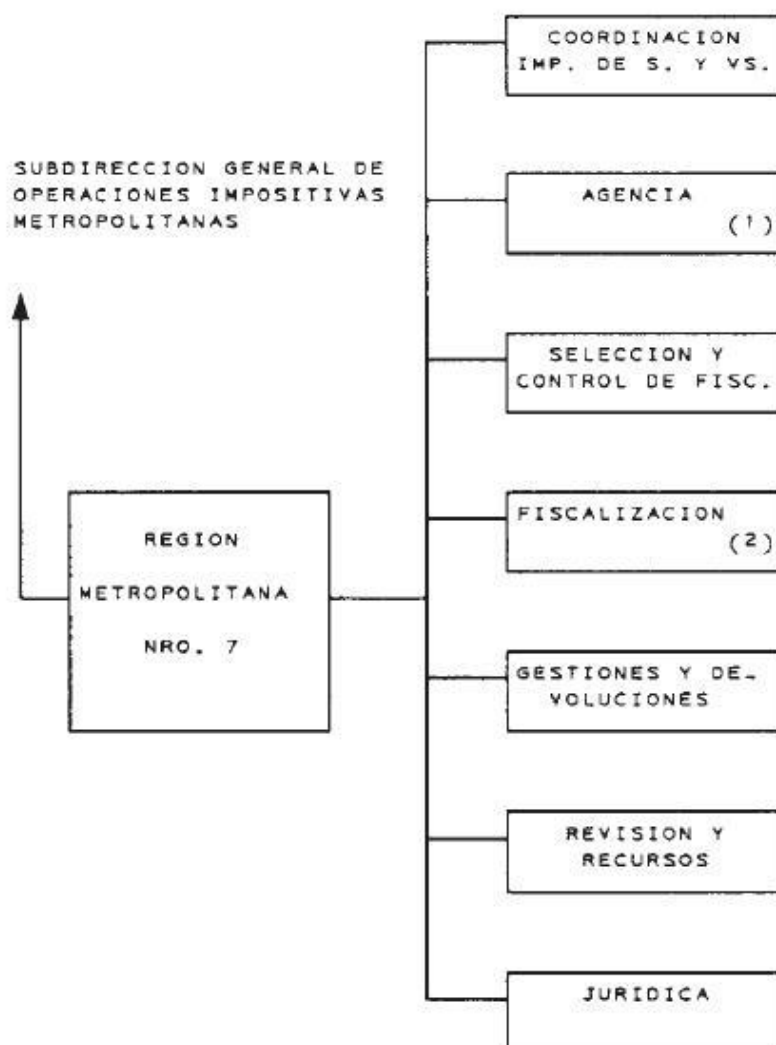 COORDINACION
IMP. DE S. Y VS.
SUBDIRECCION GENERAL DE
OPERACIONES IMPOSITIVAS
METROPOLITANAS
AGENCIA
(1)
SELECCION Y
CONTROL DE FISC.
FISCALIZACION
(2)
REGION
METROPOLITANA
NRO. 7
GESTIONES Y DE-
VOLUCIONES
REVISION Y
RECURSOS
JURIDICA